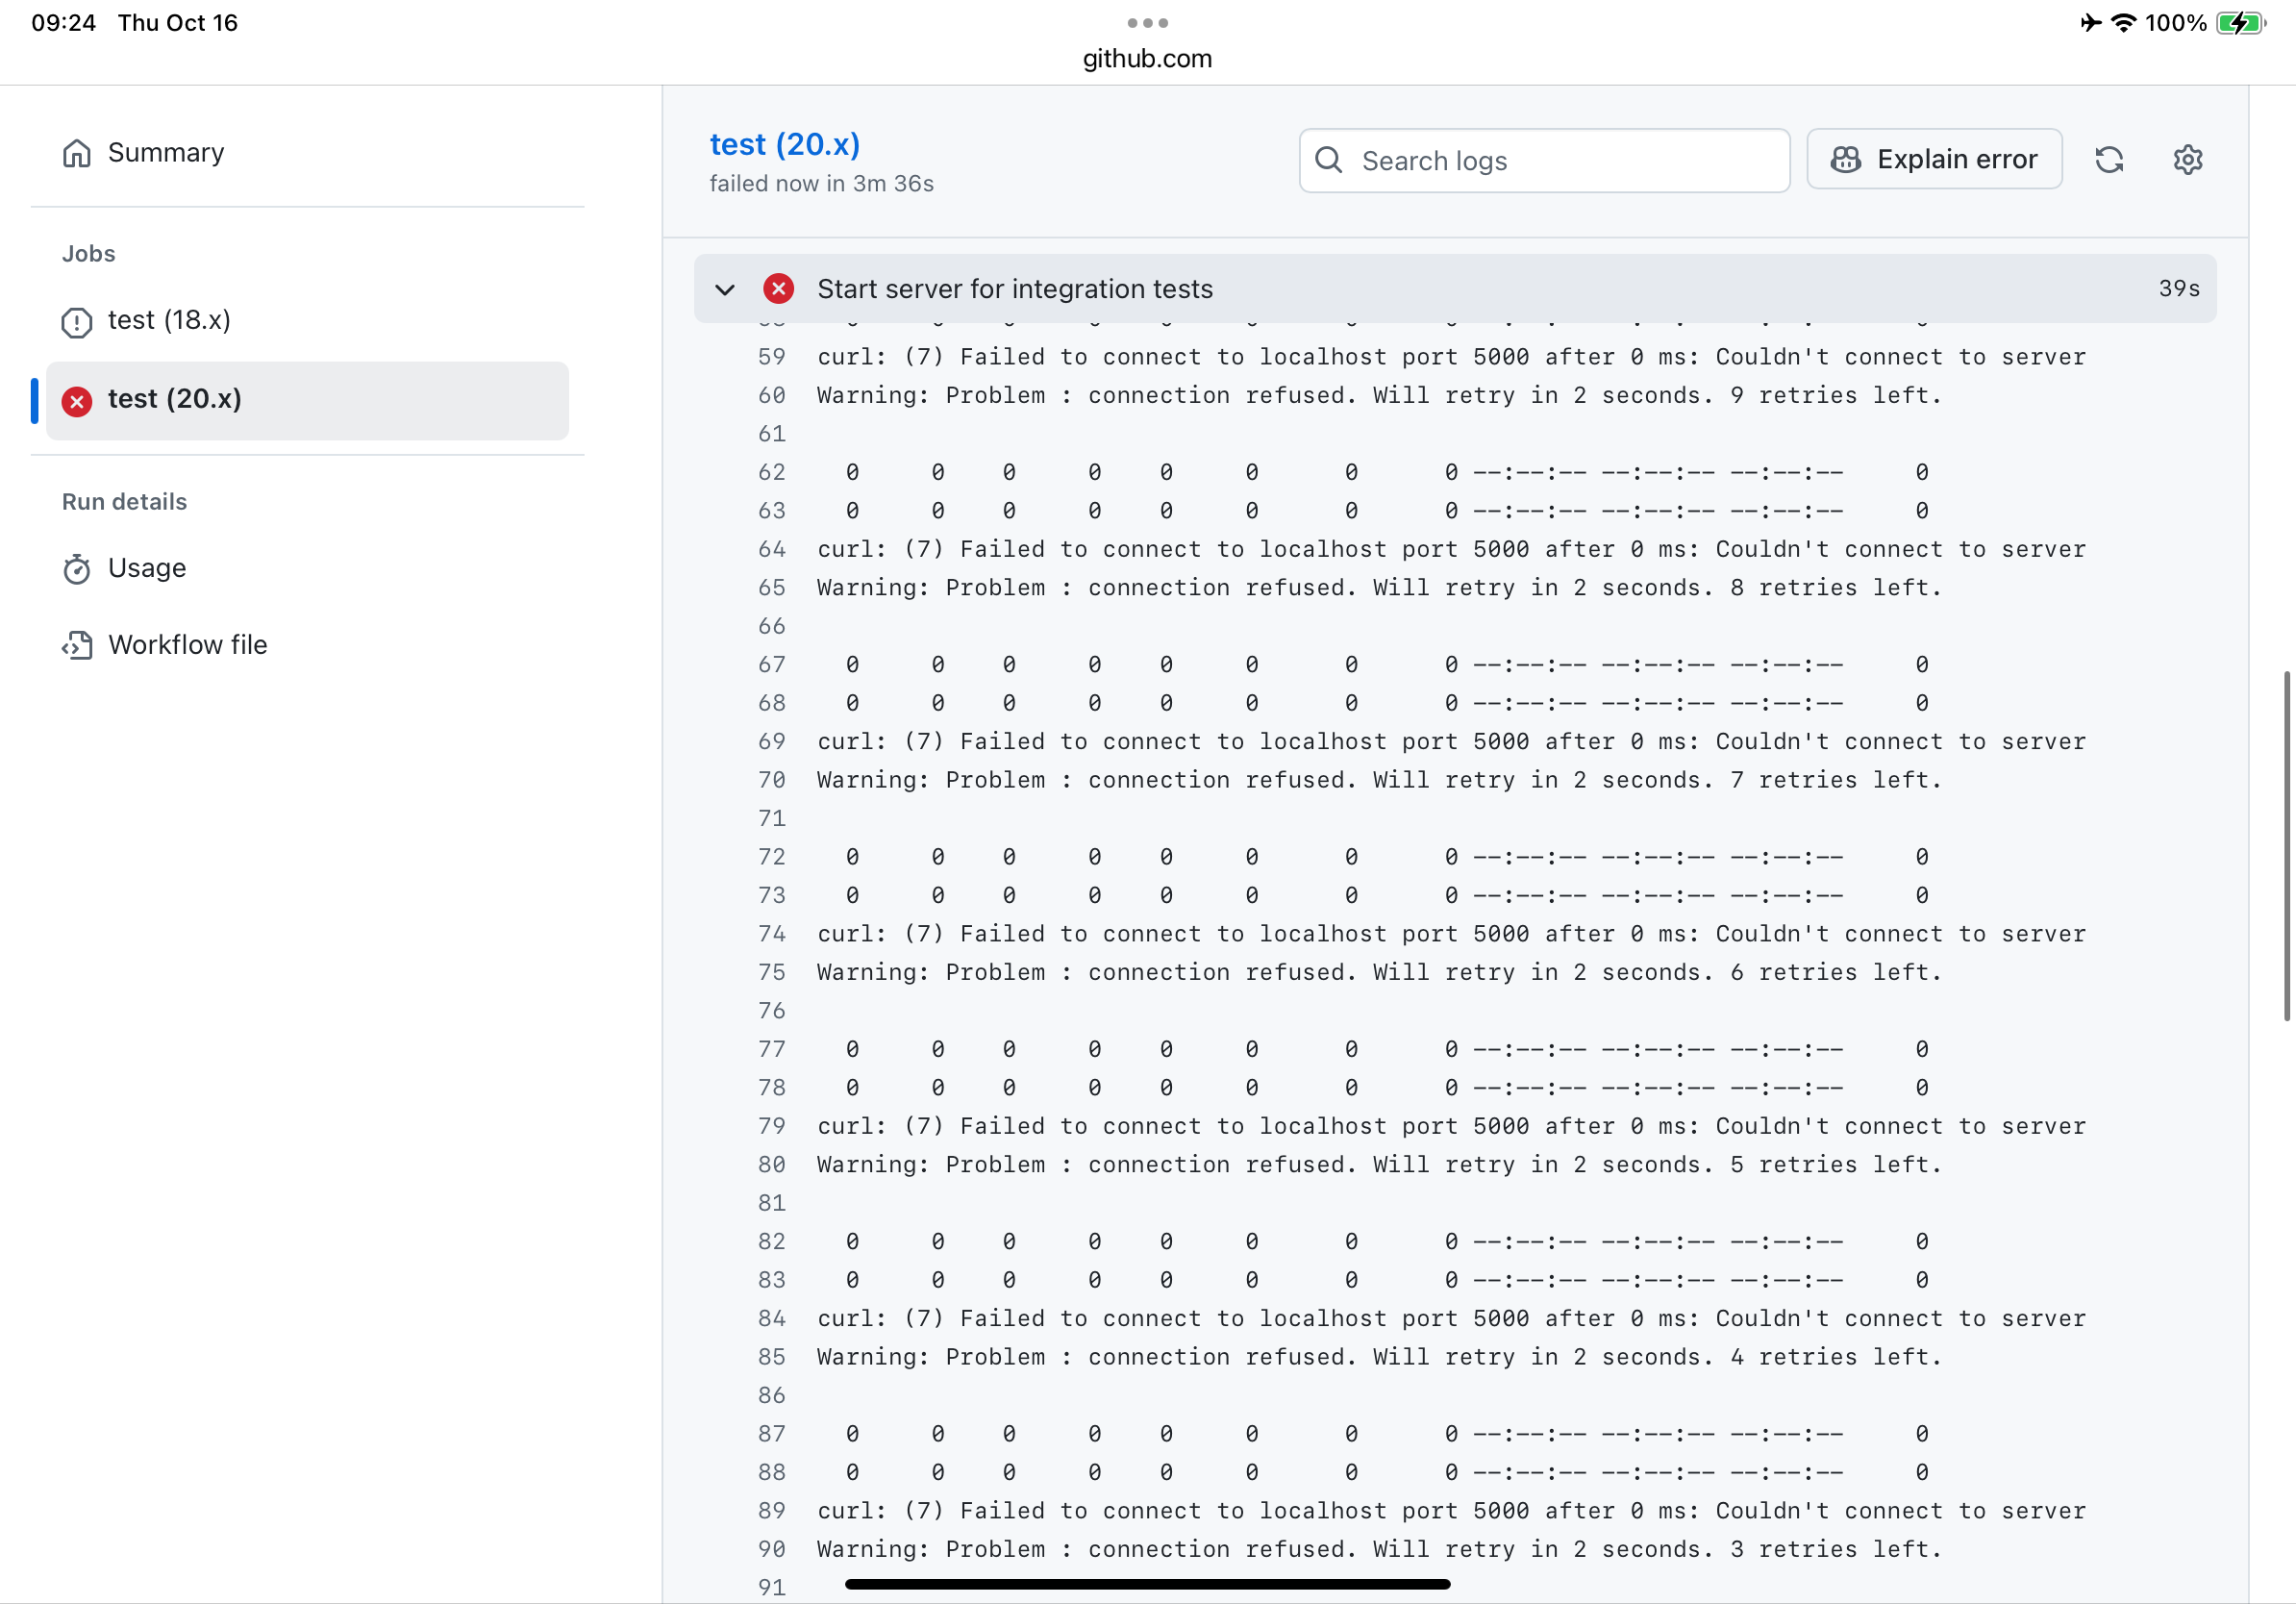 09:24 Thu Oct 16
100%
github.com
Summary
Jobs
test (18.x)
test (20.x)
Run details
Usage
Workflow file
test (20.x)
failed now in 3m 36s
Search logs
Explain error
Start server for integration tests 39s
59 curl: (7) Failed to connect to localhost port 5000 after 0 ms: Couldn't connect to server
60 Warning: Problem : connection refused. Will retry in 2 seconds. 9 retries left.
61
62 0 0 0 0 0 0 0 0 --:--:-- --:--:-- --:--:-- 0
63 0 0 0 0 0 0 0 0 --:--:-- --:--:-- --:--:-- 0
64 curl: (7) Failed to connect to localhost port 5000 after 0 ms: Couldn't connect to server
65 Warning: Problem : connection refused. Will retry in 2 seconds. 8 retries left.
66
67 0 0 0 0 0 0 0 0 --:--:-- --:--:-- --:--:-- 0
68 0 0 0 0 0 0 0 0 --:--:-- --:--:-- --:--:-- 0
69 curl: (7) Failed to connect to localhost port 5000 after 0 ms: Couldn't connect to server
70 Warning: Problem : connection refused. Will retry in 2 seconds. 7 retries left.
71
72 0 0 0 0 0 0 0 0 --:--:-- --:--:-- --:--:-- 0
73 0 0 0 0 0 0 0 0 --:--:-- --:--:-- --:--:-- 0
74 curl: (7) Failed to connect to localhost port 5000 after 0 ms: Couldn't connect to server
75 Warning: Problem : connection refused. Will retry in 2 seconds. 6 retries left.
76
77 0 0 0 0 0 0 0 0 --:--:-- --:--:-- --:--:-- 0
78 0 0 0 0 0 0 0 0 --:--:-- --:--:-- --:--:-- 0
79 curl: (7) Failed to connect to localhost port 5000 after 0 ms: Couldn't connect to server
80 Warning: Problem : connection refused. Will retry in 2 seconds. 5 retries left.
81
82 0 0 0 0 0 0 0 0 --:--:-- --:--:-- --:--:-- 0
83 0 0 0 0 0 0 0 0 --:--:-- --:--:-- --:--:-- 0
84 curl: (7) Failed to connect to localhost port 5000 after 0 ms: Couldn't connect to server
85 Warning: Problem : connection refused. Will retry in 2 seconds. 4 retries left.
86
87 0 0 0 0 0 0 0 0 --:--:-- --:--:-- --:--:-- 0
88 0 0 0 0 0 0 0 0 --:--:-- --:--:-- --:--:-- 0
89 curl: (7) Failed to connect to localhost port 5000 after 0 ms: Couldn't connect to server
90 Warning: Problem : connection refused. Will retry in 2 seconds. 3 retries left.
91